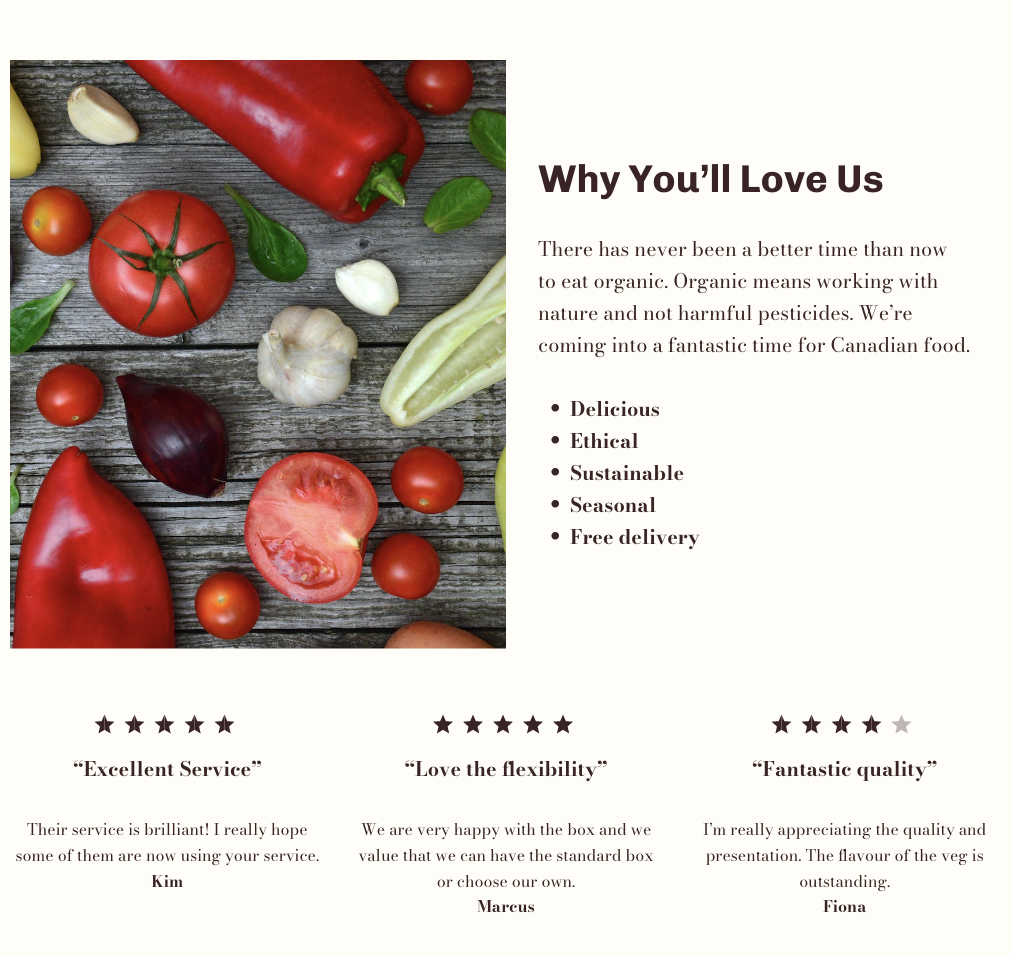 Why You’ll Love Us
There has never been a better time than now
to eat organic. Organic means working with
nature and not harmful pesticides. We’re
coming into a fantastic time for Canadian food.
• Delicious
• Ethical
• Sustainable
• Seasonal
• Free delivery
“Excellent Service”
Their service is brilliant! I really hope
some of them are now using your service.
Kim
“Love the flexibility”
We are very happy with the box and we
value that we can have the standard box
or choose our own.
Marcus
“Fantastic quality”
I’m really appreciating the quality and
presentation. The flavour of the veg is
outstanding.
Fiona